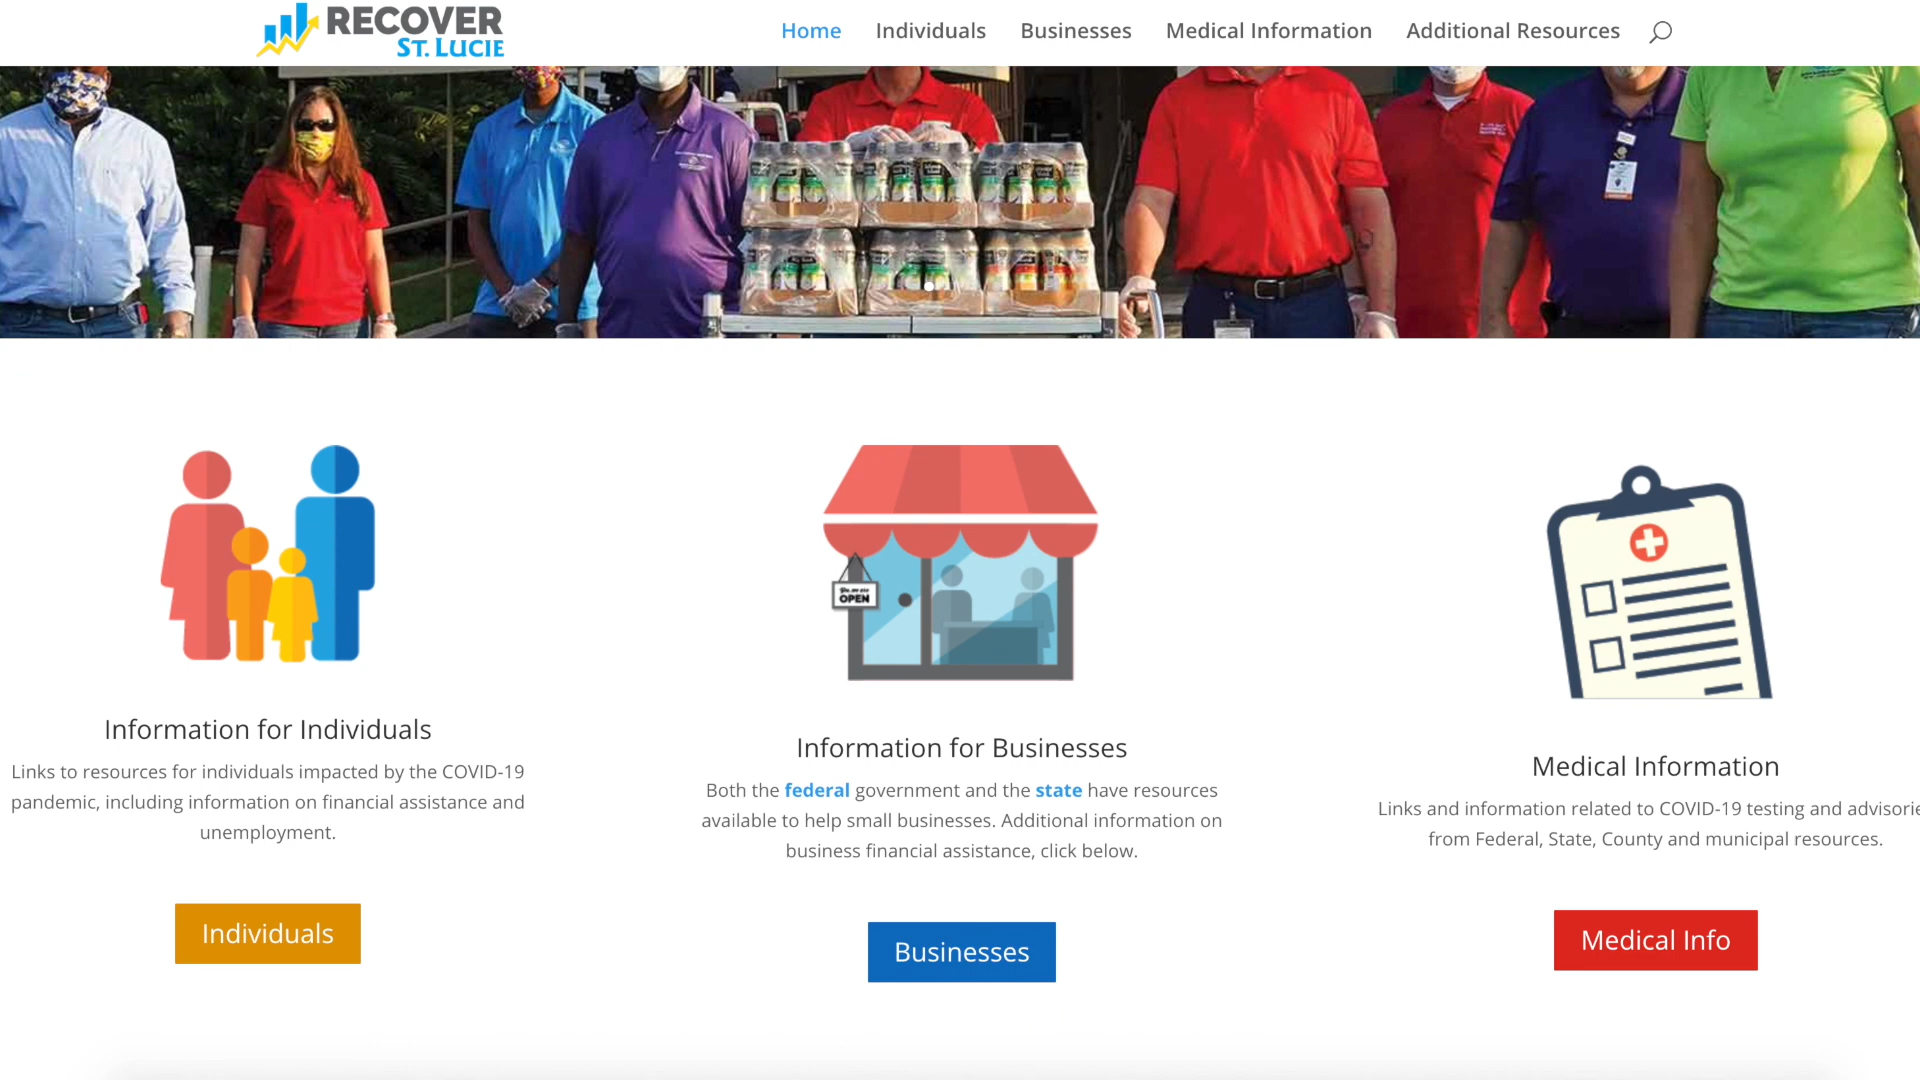 RECOVER
ST. LUCIE
Home Individuals Businesses Medical Information Additional Resources
OPEN
Information for Individuals
Links to resources for individuals impacted by the COVID-19
pandemic, including information on financial assistance and
unemployment.
Individuals
Information for Businesses
Both the federal government and the state have resources
available to help small businesses. Additional information on
business financial assistance, click below.
Businesses
Medical Information
Links and information related to COVID-19 testing and advisorie
from Federal, State, County and municipal resources.
Medical Info